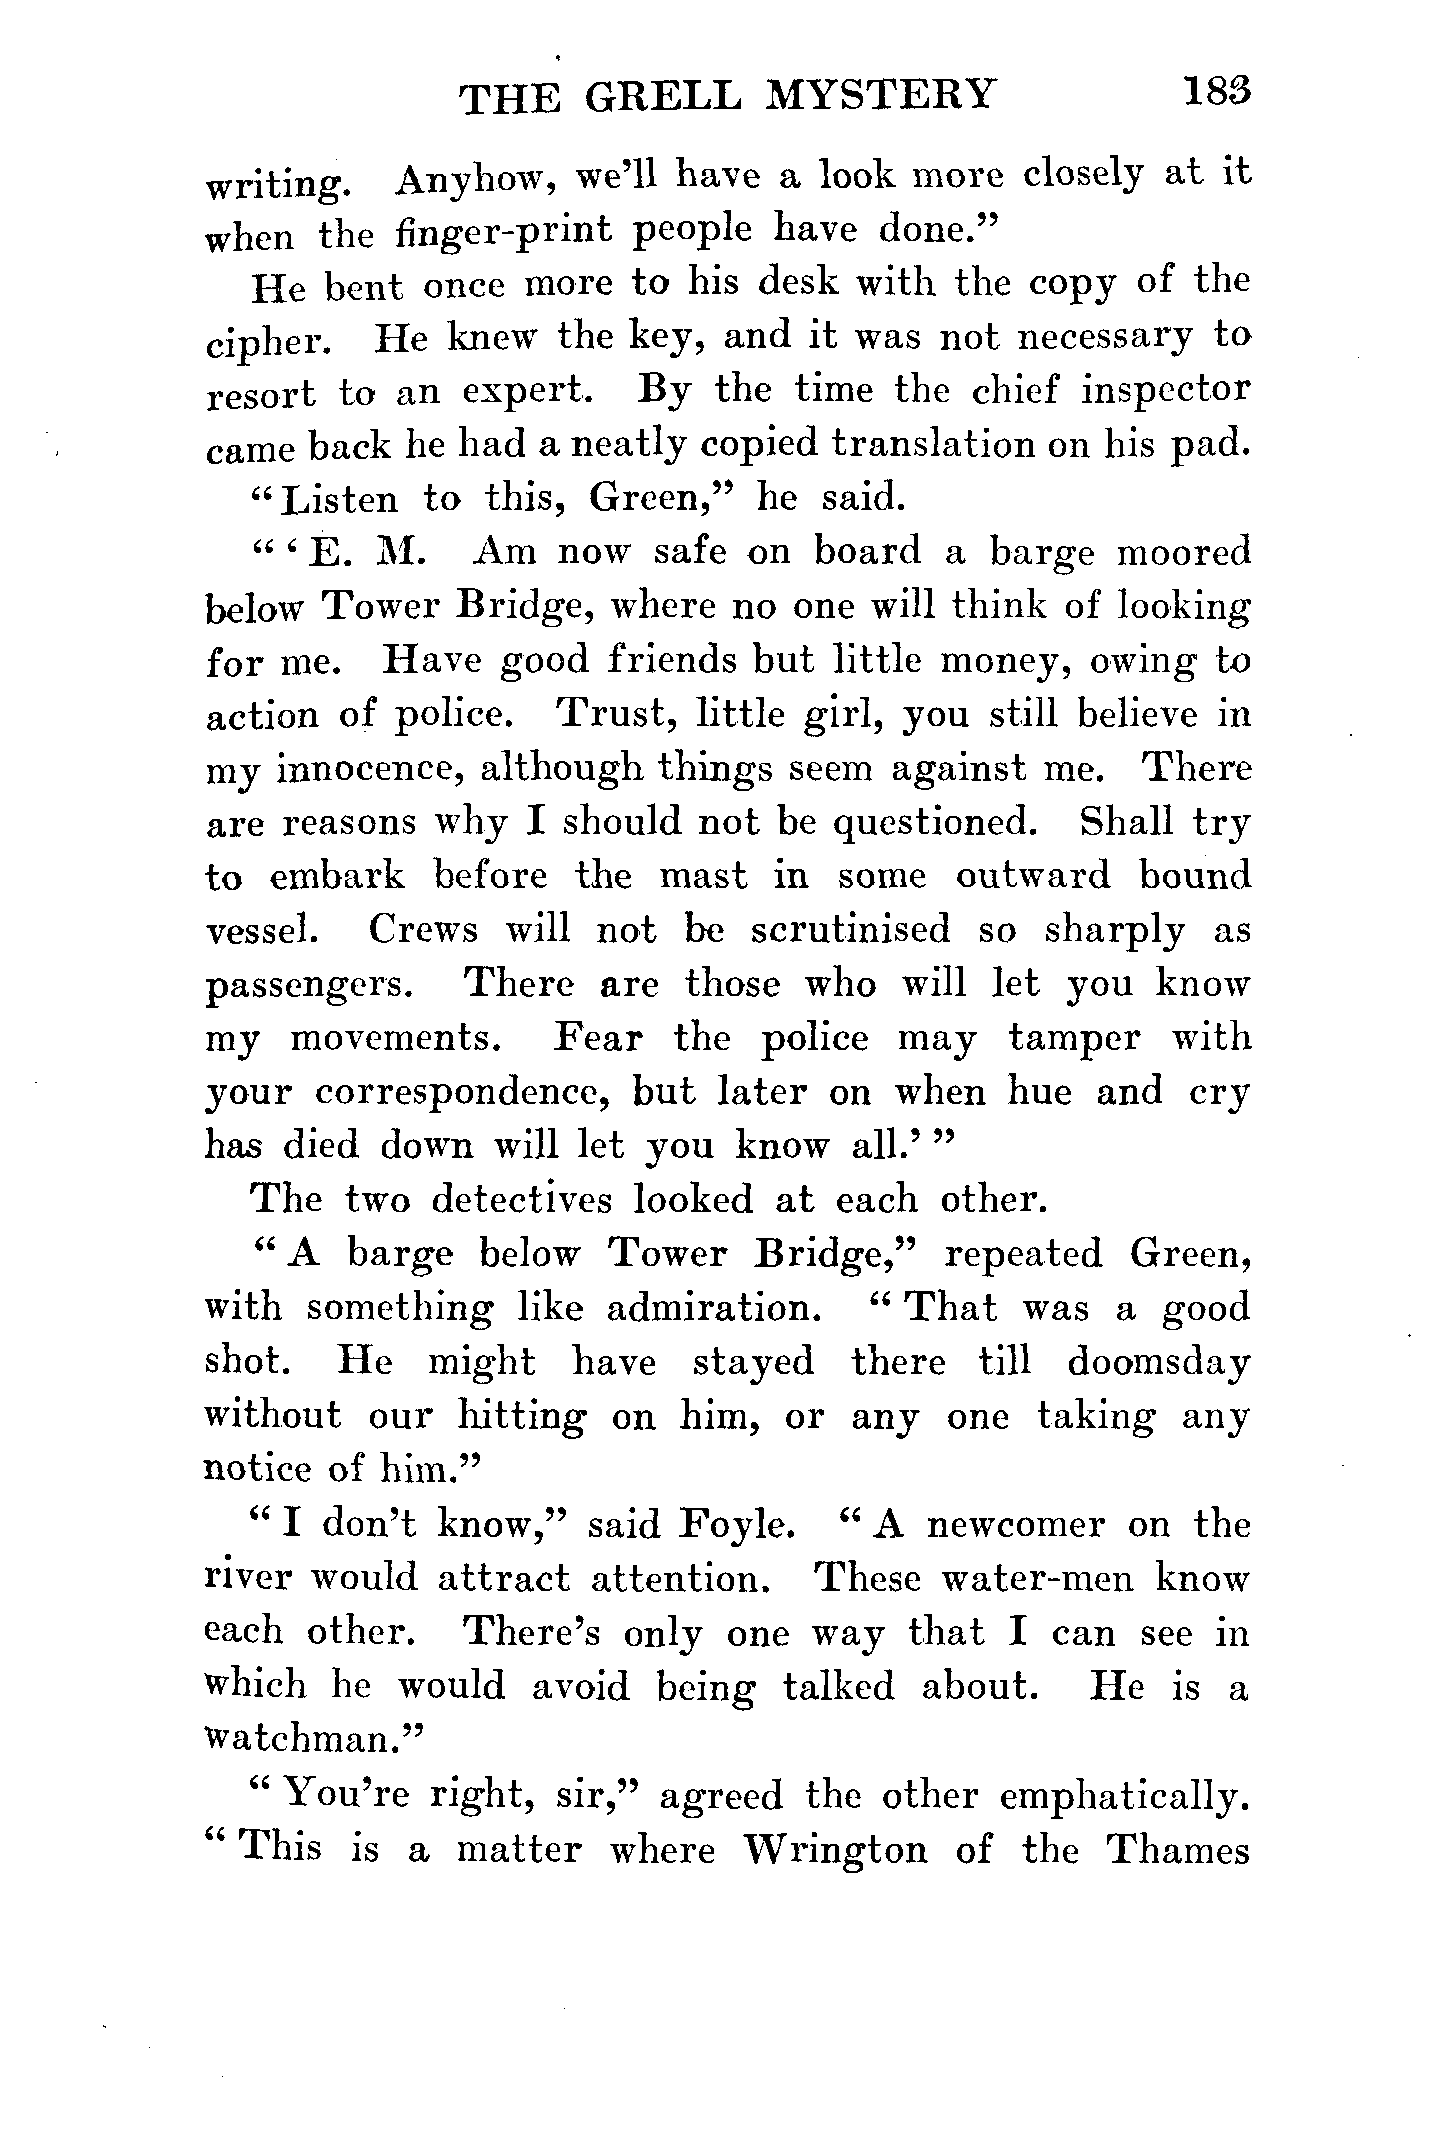 THE GRELL MYSTERY 183
writing. Anyhow, we'll have a look more closely at it
when the finger-print people have done."
He bent once more to his desk with the copy of the
cipher. He knew the key, and it was not necessary to
resort to an expert. By the time the chief inspector
came back he had a neatly copied translation on his pad.
"Listen to this, Green," he said.
"'E. M. Am now safe on board a barge moored
below Tower Bridge, where no one will think of looking
for me. Have good friends but little money, owing to
action of police. Trust, little girl, you still believe in
my innocence, although things seem against me. There
are reasons why I should not be questioned. Shall try
to embark before the mast in some outward bound
vessel. Crews will not be scrutinised so sharply as
passengers. There are those who will let you know
my movements. Fear the police may tamper with
your correspondence, but later on when hue and cry
has died down will let you know all.'"
The two detectives looked at each other.
"A barge below Tower Bridge," repeated Green,
with something like admiration. "That was a good
shot. He might have stayed there till doomsday
without our hitting on him, or any one taking any
notice of him."
"I don't know," said Foyle. "A newcomer on the
river would attract attention. These water-men know
each other. There's only one way that I can see in
which he would avoid being talked about. He is a
watchman."
"You're right, sir," agreed the other emphatically.
"This is a matter where Wrington of the Thames